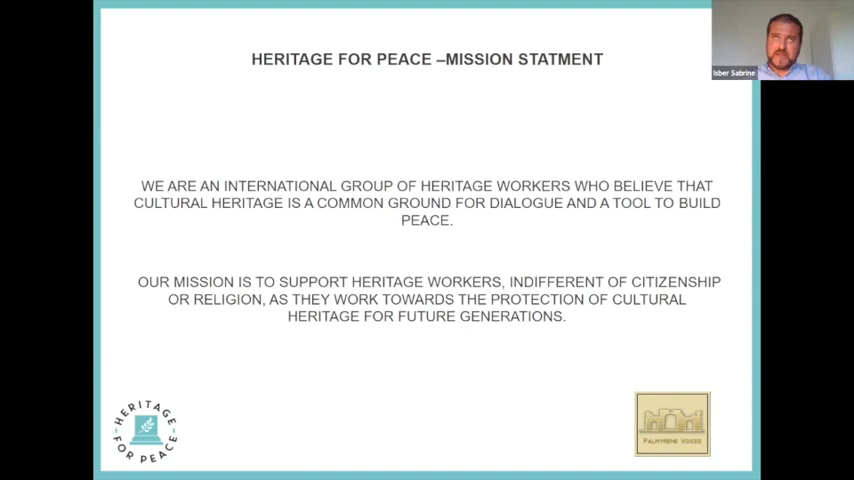 HERITAGE FOR PEACE –MISSION STATMENT
Isber Sabrine
WE ARE AN INTERNATIONAL GROUP OF HERITAGE WORKERS WHO BELIEVE THAT
CULTURAL HERITAGE IS A COMMON GROUND FOR DIALOGUE AND A TOOL TO BUILD
PEACE.
OUR MISSION IS TO SUPPORT HERITAGE WORKERS, INDIFFERENT OF CITIZENSHIP
OR RELIGION, AS THEY WORK TOWARDS THE PROTECTION OF CULTURAL
HERITAGE FOR FUTURE GENERATIONS.
HERITAGE
FOR PEACE
PALMYRENE VOICES